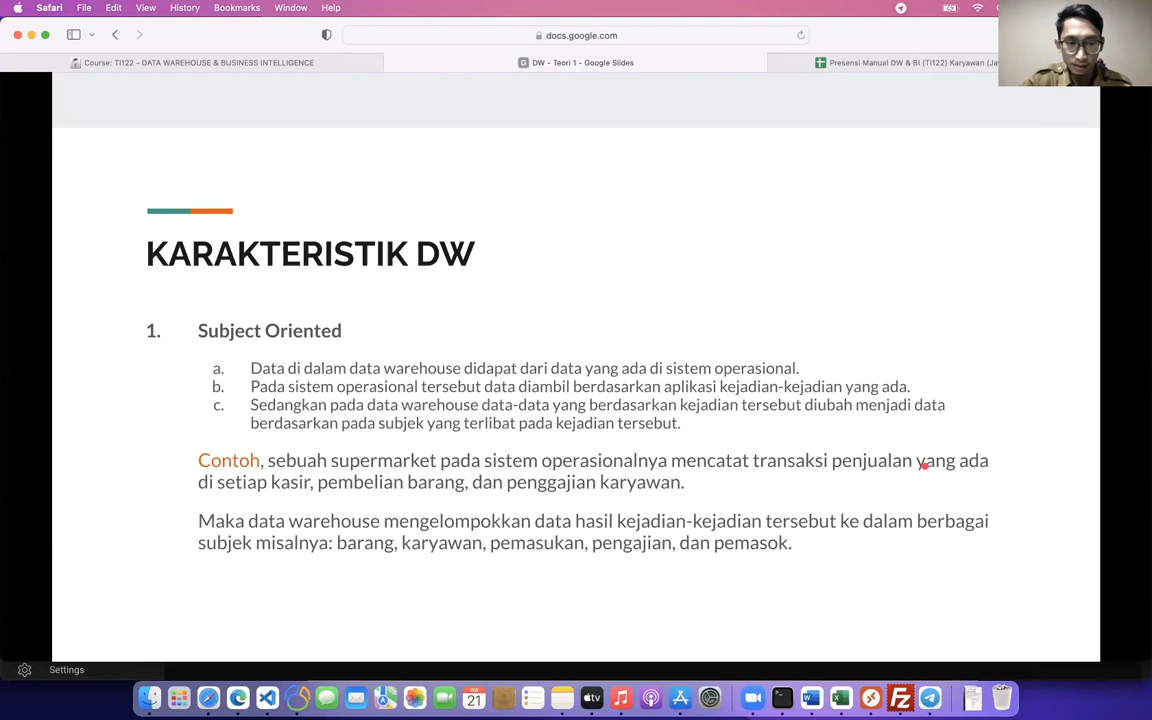 Safari File Edit View History Bookmarks Window Help
docs.google.com
Course: TI122 - DATA WAREHOUSE & BUSINESS INTELLIGENCE
DW - Teori 1 - Google Slides
Presensi Manual DW & BI (TI122) Karyawan (Ja
KARAKTERISTIK DW
1. Subject Oriented
a. Data di dalam data warehouse didapat dari data yang ada di sistem operasional.
b. Pada sistem operasional tersebut data diambil berdasarkan aplikasi kejadian-kejadian yang ada.
c. Sedangkan pada data warehouse data-data yang berdasarkan kejadian tersebut diubah menjadi data
berdasarkan pada subjek yang terlibat pada kejadian tersebut.
Contoh, sebuah supermarket pada sistem operasionalnya mencatat transaksi penjualan yang ada
di setiap kasir, pembelian barang, dan penggajian karyawan.
Maka data warehouse mengelompokkan data hasil kejadian-kejadian tersebut ke dalam berbagai
subjek misalnya: barang, karyawan, pemasukan, pengajian, dan pemasok.
Settings
21
tv